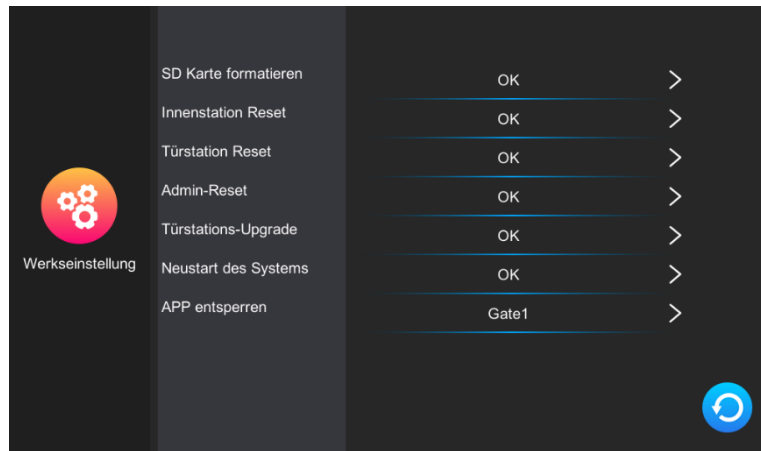 SD Karte formatieren OK
Innenstation Reset OK
Türstation Reset OK
Admin-Reset OK
Türstations-Upgrade OK
Werkseinstellung
Neustart des Systems OK
APP entsperren Gate1